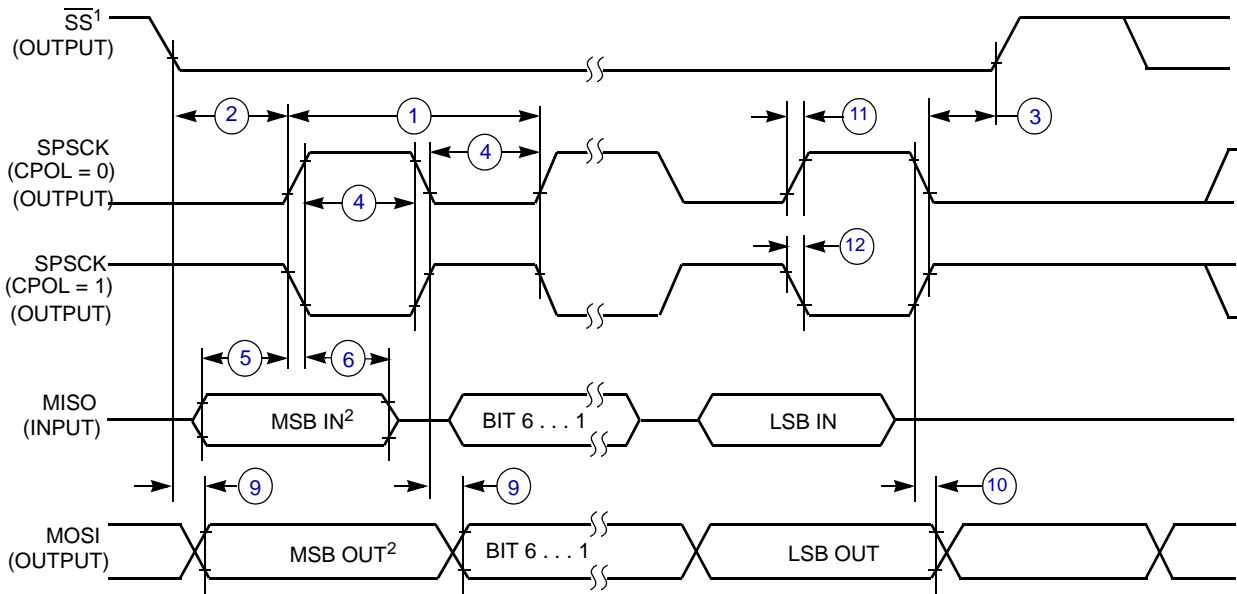 SS¹
(OUTPUT)
2
1
11
3
SPSCK
(CPOL = 0)
(OUTPUT)
4
4
SPSCK
(CPOL = 1)
(OUTPUT)
12
5
6
MISO
(INPUT)
MSB IN²
BIT 6 . . . 1
LSB IN
9
9
10
MOSI
(OUTPUT)
MSB OUT²
BIT 6 . . . 1
LSB OUT